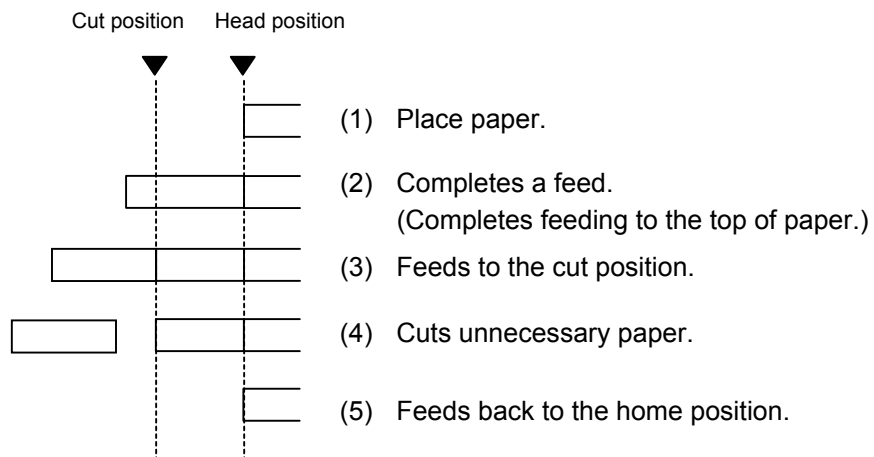 Cut position Head position
(1) Place paper.
(2) Completes a feed.
(Completes feeding to the top of paper.)
(3) Feeds to the cut position.
(4) Cuts unnecessary paper.
(5) Feeds back to the home position.